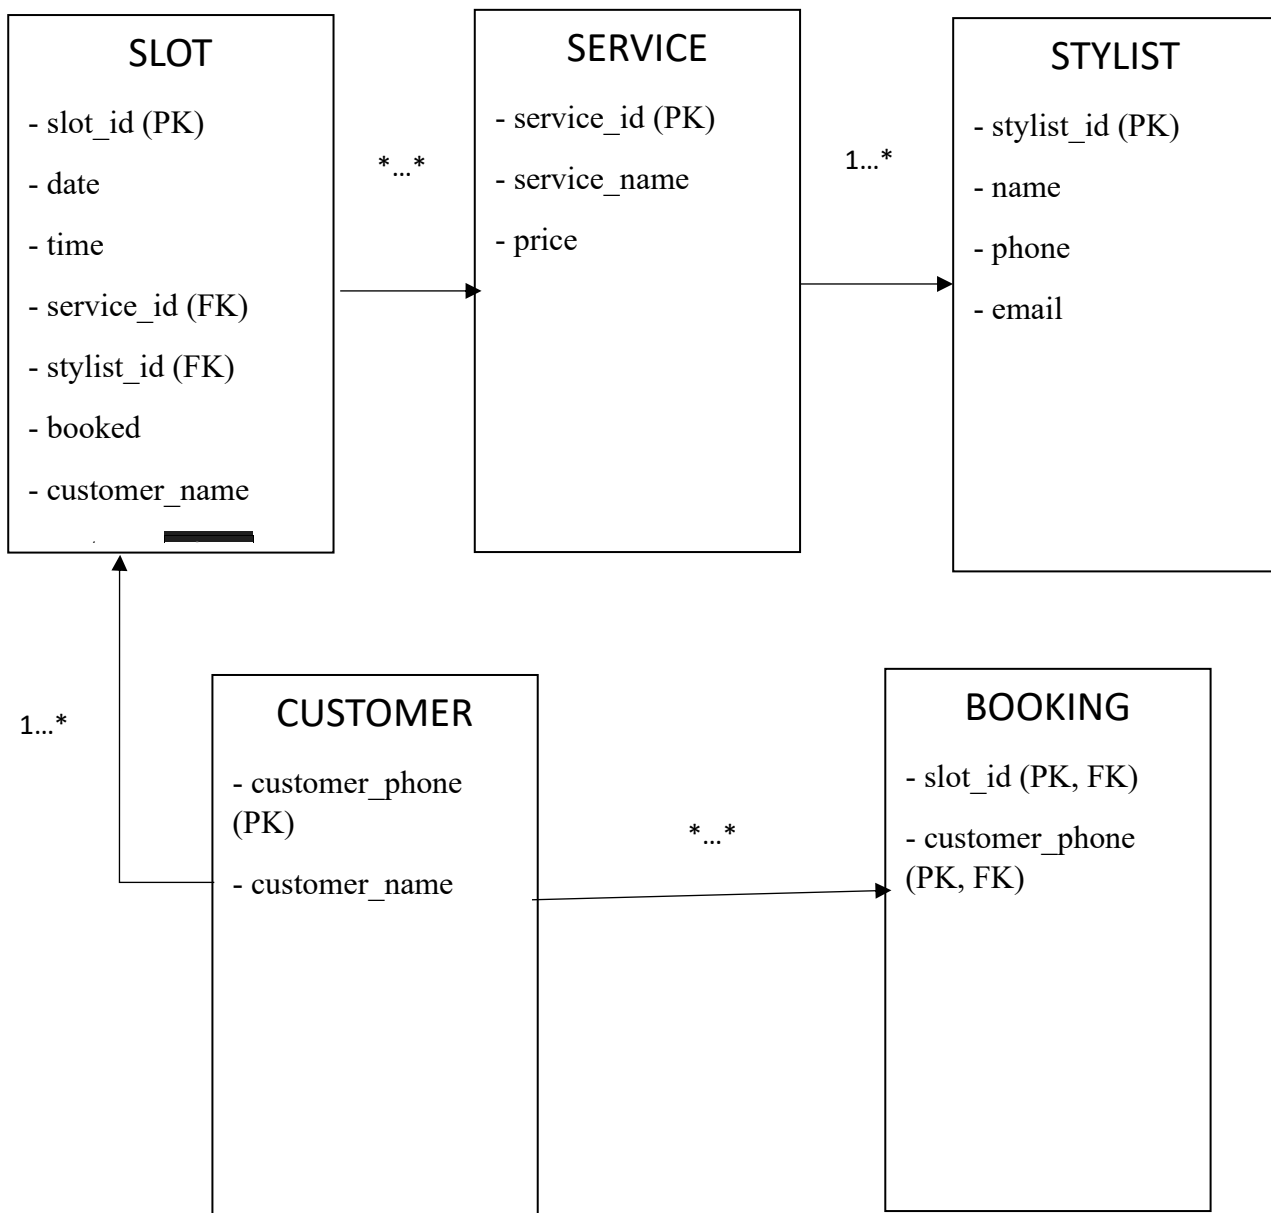 SLOT
- slot_id (PK)
- date
- time
- service_id (FK)
- stylist_id (FK)
- booked
- customer_name
*...*
SERVICE
- service_id (PK)
- service_name
- price
1...*
STYLIST
- stylist_id (PK)
- name
- phone
- email
1...*
CUSTOMER
- customer_phone
(PK)
- customer_name
*...*
BOOKING
- slot_id (PK, FK)
- customer_phone
(PK, FK)